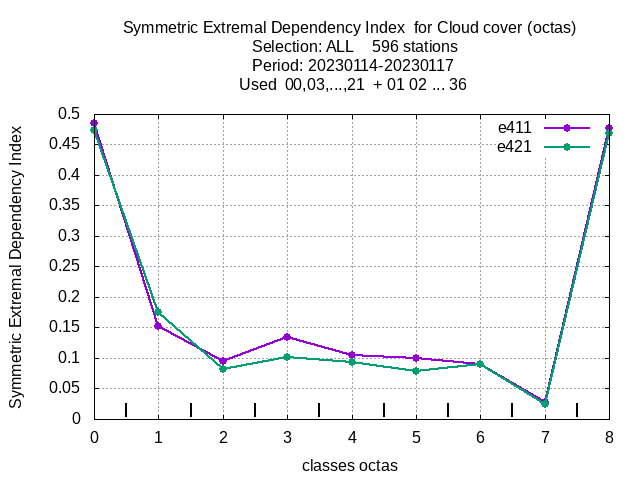 Symmetric Extremal Dependency Index  for Cloud cover (octas)
Selection: ALL    596 stations
Period: 20230114-20230117
Used  00,03,...,21  + 01 02 ... 36
Symmetric Extremal Dependency Index
0.5
0.45
0.4
0.35
0.3
0.25
0.2
0.15
0.1
0.05
0
e411
e421
0 1 2 3 4 5 6 7 8
classes octas